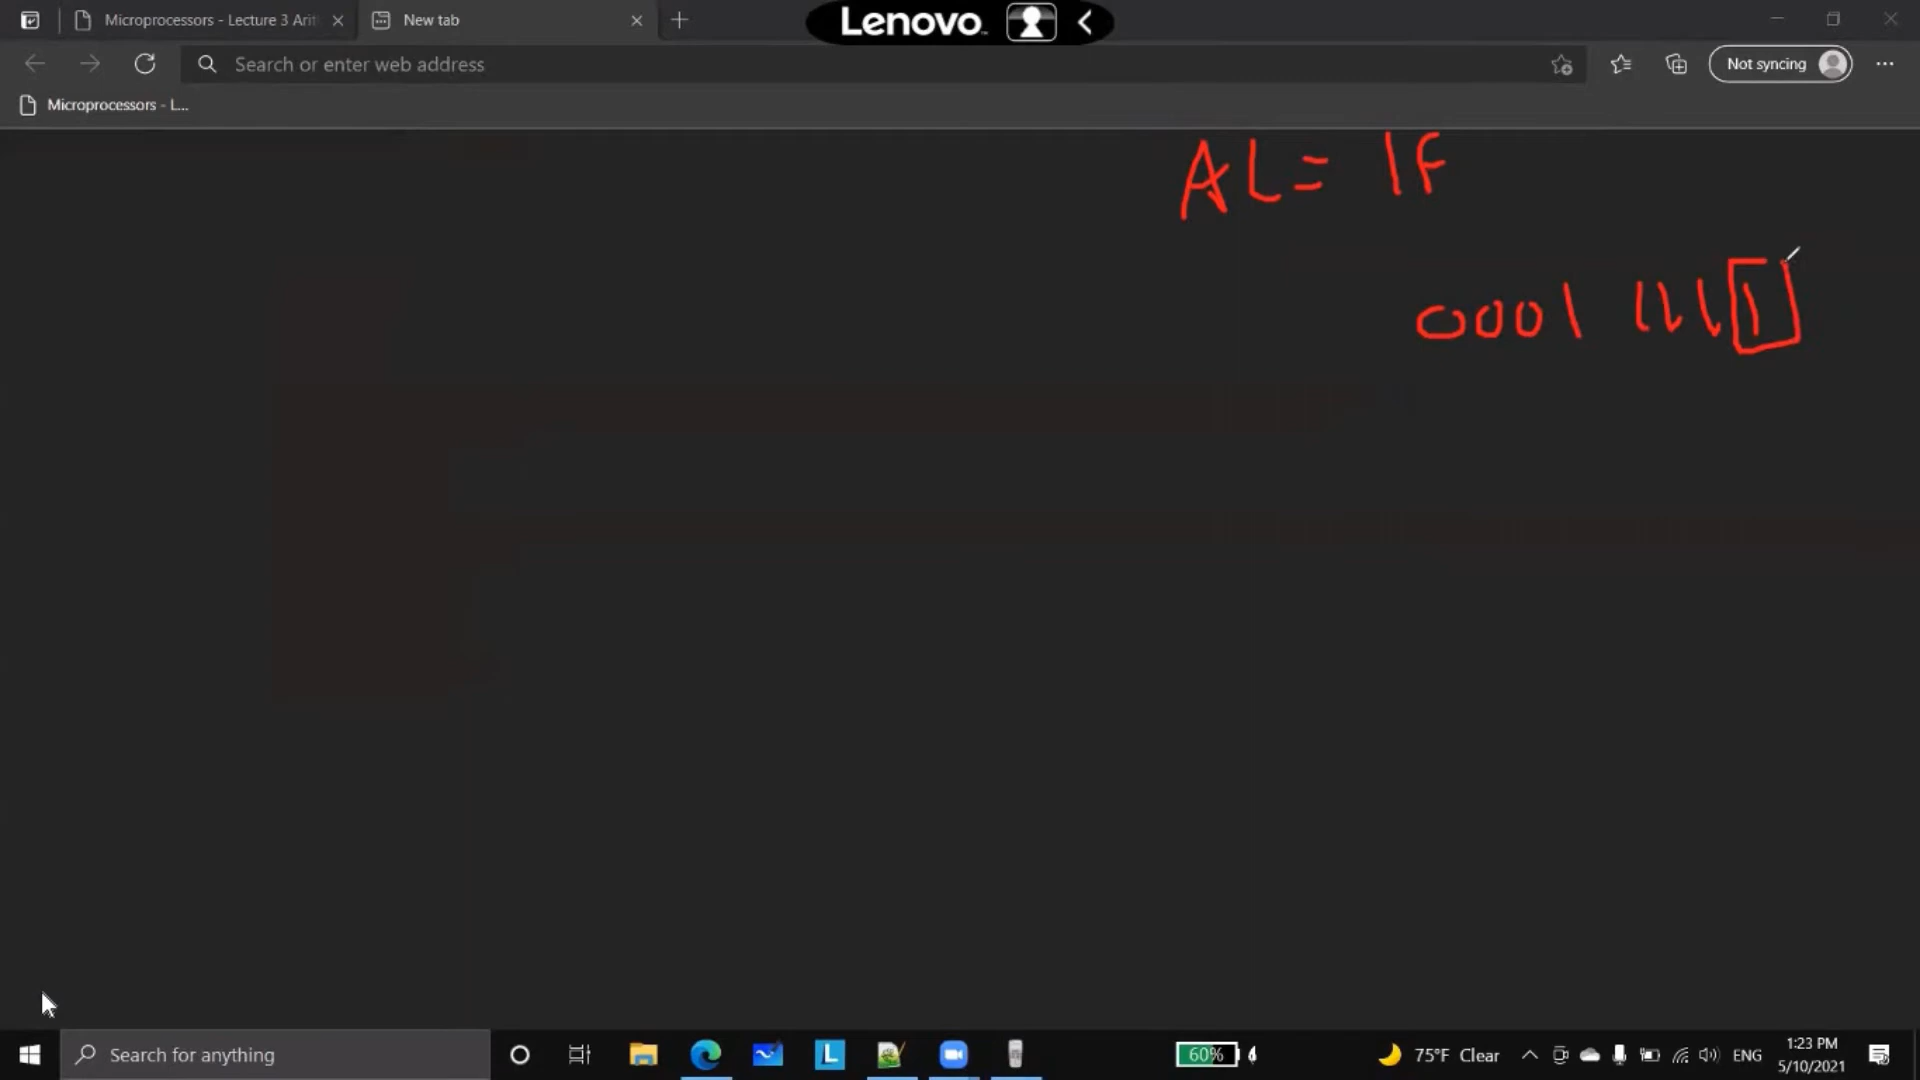 Microprocessors - Lecture 3 Arit
New tab
Lenovo
Search or enter web address
Not syncing
Microprocessors - L...
AL = 1F
0001 1111
Search for anything
L
60%
75°F Clear
ENG
1:23 PM
5/10/2021